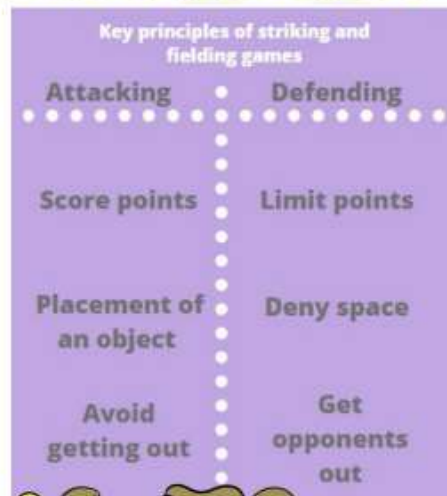 Key principles of striking and
fielding games
Attacking
Defending
Score points
Limit points
Placement of
an object
Deny space
Avoid
getting out
Get
opponents
out